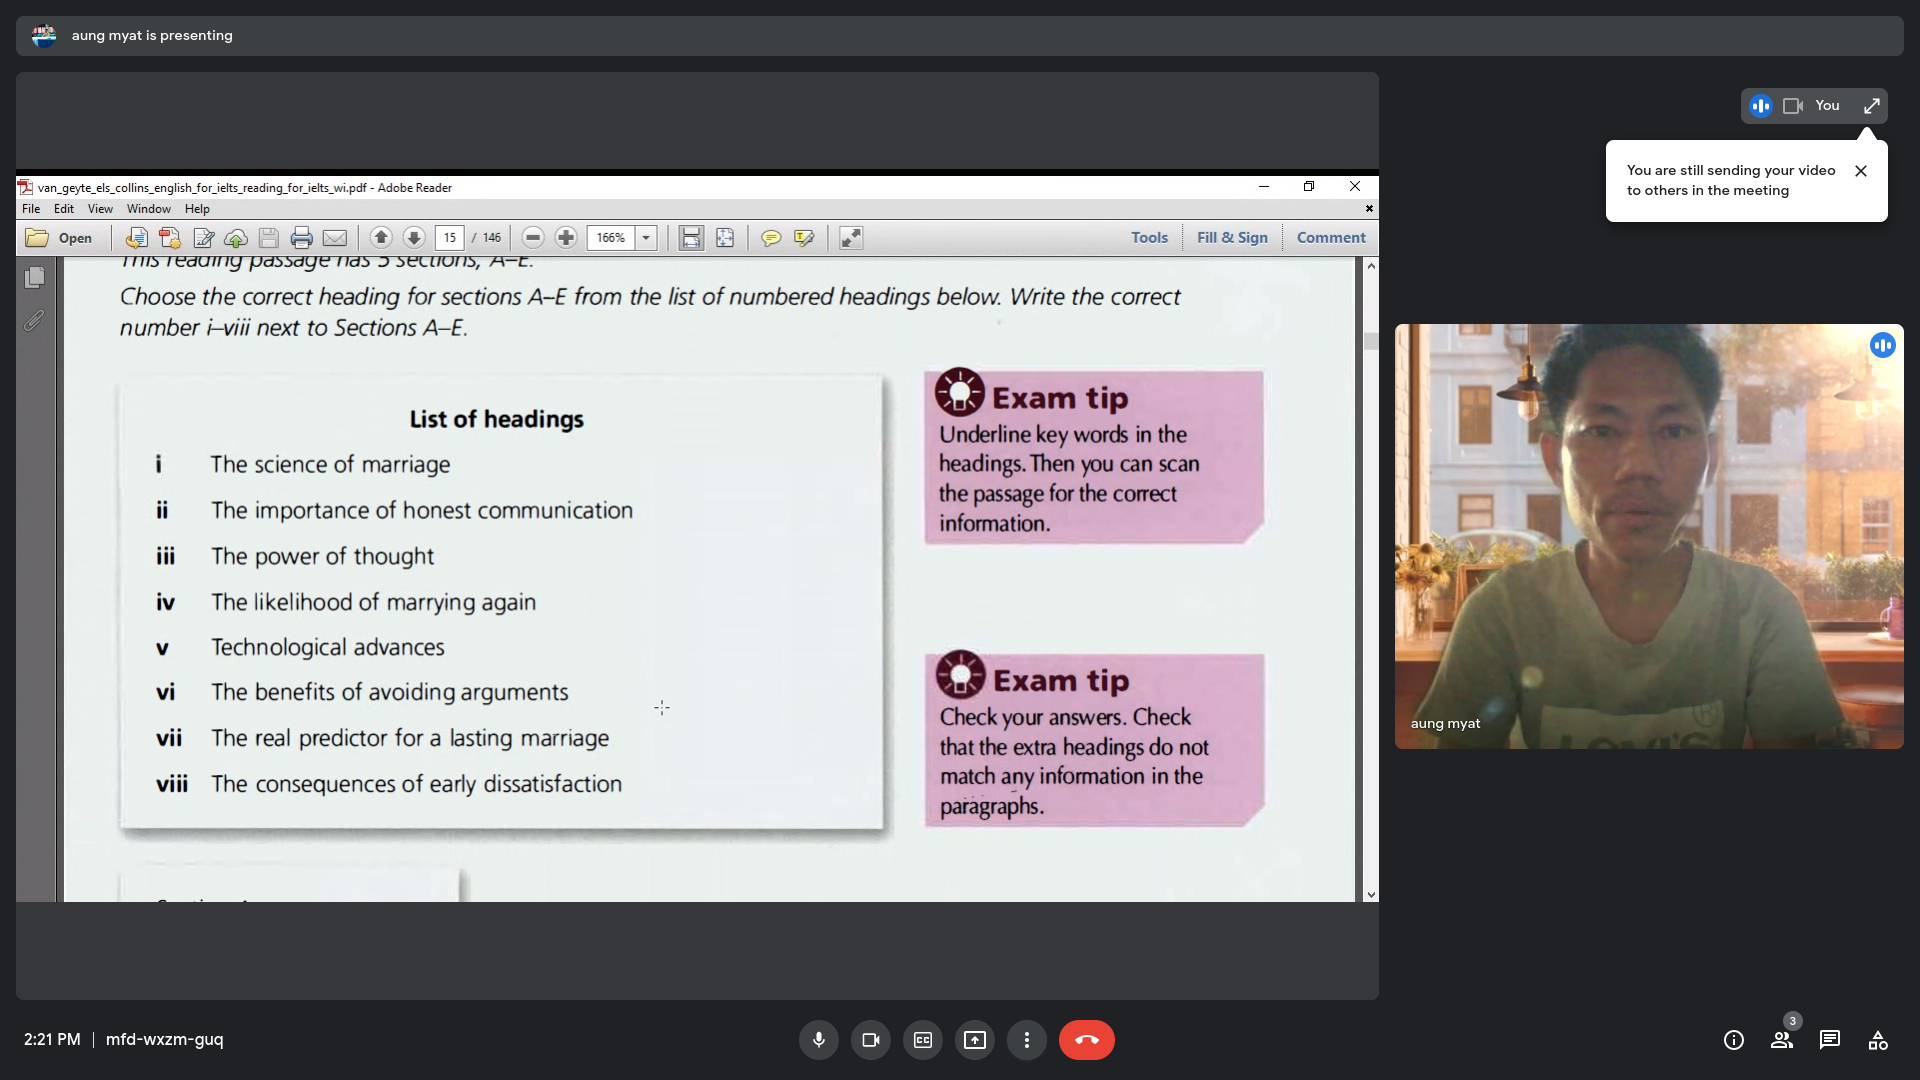 aung myat is presenting
You
You are still sending your video
to others in the meeting
van_geyte_els_collins_english_for_ielts_reading_for_ielts_wi.pdf - Adobe Reader
File Edit View Window Help
Open 15 / 146 166% Tools Fill & Sign Comment
This reading passage has 5 sections, A–E.
Choose the correct heading for sections A–E from the list of numbered headings below. Write the correct
number i–viii next to Sections A–E.
List of headings
i The science of marriage
ii The importance of honest communication
iii The power of thought
iv The likelihood of marrying again
v Technological advances
vi The benefits of avoiding arguments
vii The real predictor for a lasting marriage
viii The consequences of early dissatisfaction
Exam tip
Underline key words in the
headings. Then you can scan
the passage for the correct
information.
Exam tip
Check your answers. Check
that the extra headings do not
match any information in the
paragraphs.
aung myat
LEVI'S
2:21 PM | mfd-wxzm-guq
CC
3